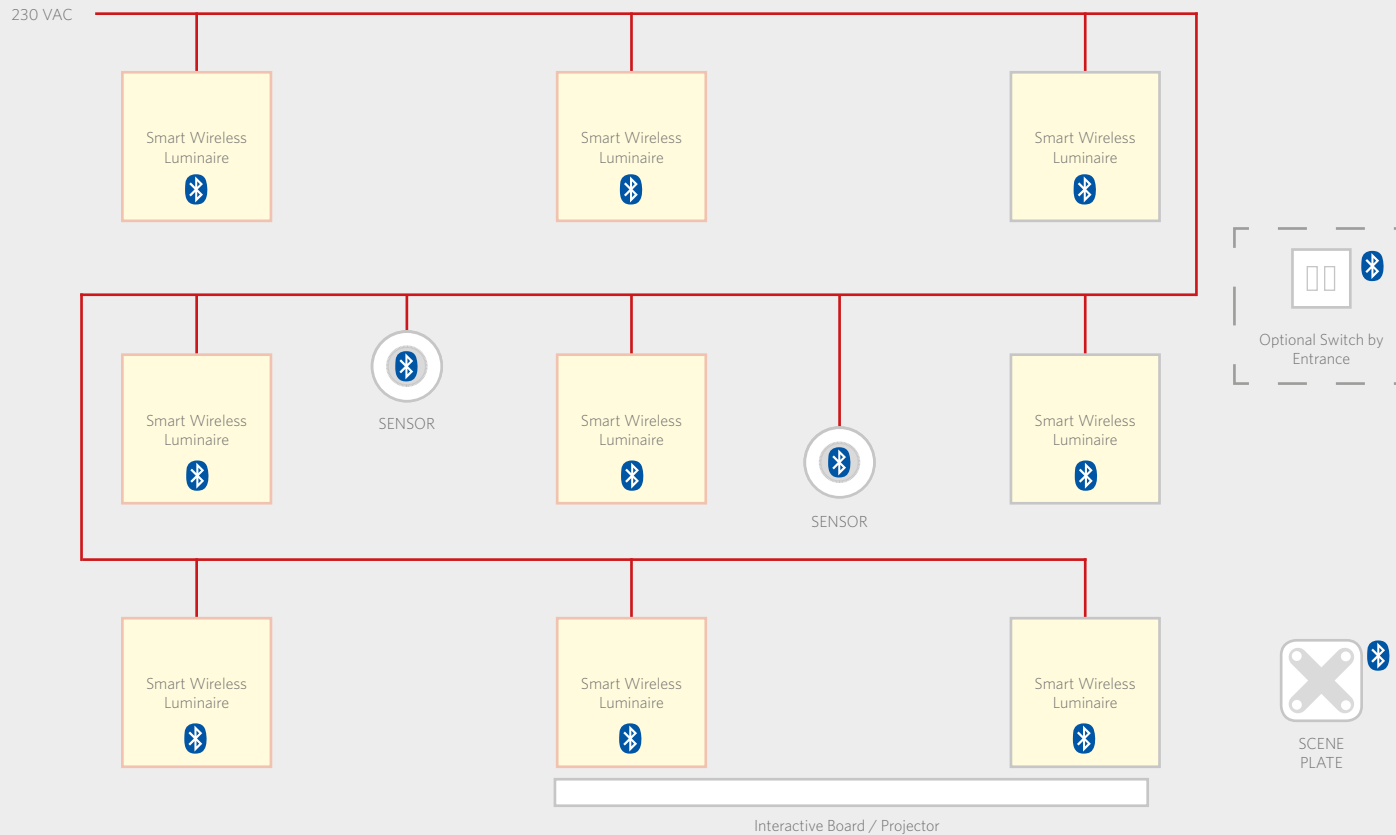 230 VAC
Smart Wireless
Luminaire
Smart Wireless
Luminaire
Smart Wireless
Luminaire
Optional Switch by
Entrance
Smart Wireless
Luminaire
SENSOR
Smart Wireless
Luminaire
SENSOR
Smart Wireless
Luminaire
Smart Wireless
Luminaire
Smart Wireless
Luminaire
Smart Wireless
Luminaire
SCENE
PLATE
Interactive Board / Projector